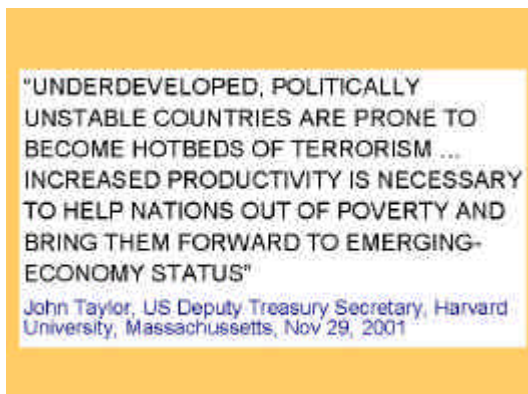 "UNDERDEVELOPED, POLITICALLY
UNSTABLE COUNTRIES ARE PRONE TO
BECOME HOTBEDS OF TERRORISM ...
INCREASED PRODUCTIVITY IS NECESSARY
TO HELP NATIONS OUT OF POVERTY AND
BRING THEM FORWARD TO EMERGING-
ECONOMY STATUS"
John Taylor, US Deputy Treasury Secretary, Harvard
University, Massachussetts, Nov 29, 2001